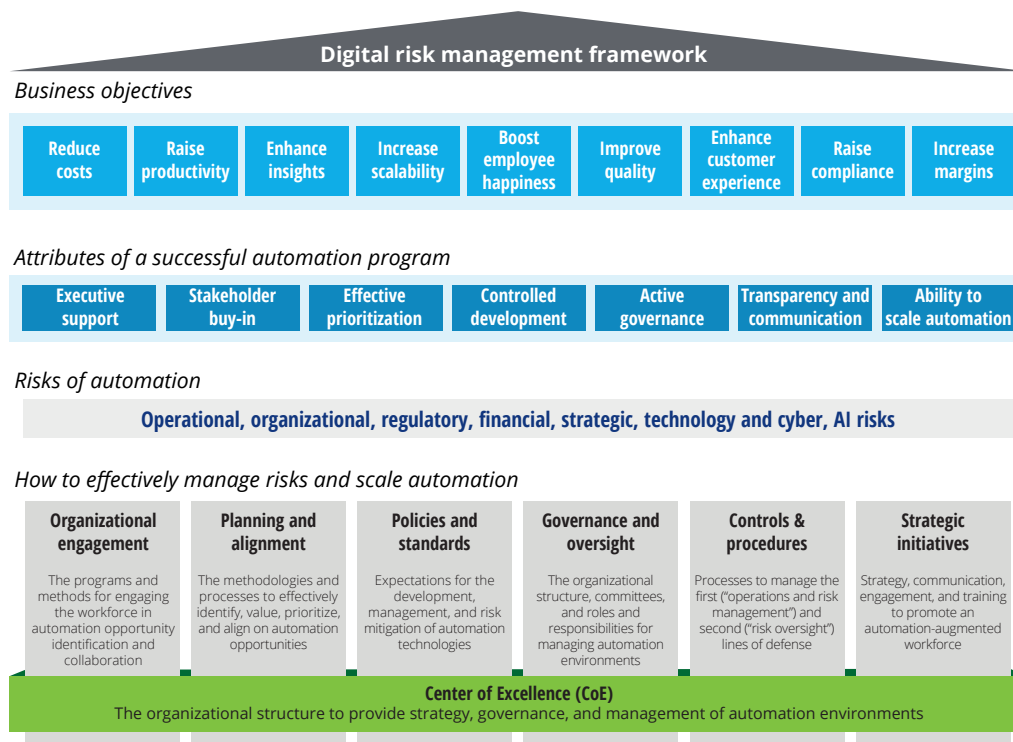 Digital risk management framework
Business objectives
Reduce
costs
Raise
productivity
Enhance
insights
Increase
scalability
Boost
employee
happiness
Improve
quality
Enhance
customer
experience
Raise
compliance
Increase
margins
Attributes of a successful automation program
Executive
support
Stakeholder
buy-in
Effective
prioritization
Controlled
development
Active
governance
Transparency and
communication
Ability to
scale automation
Risks of automation
Operational, organizational, regulatory, financial, strategic, technology and cyber, AI risks
How to effectively manage risks and scale automation
Organizational
engagement
The programs and
methods for engaging
the workforce in
automation opportunity
identification and
collaboration
Planning and
alignment
The methodologies and
processes to effectively
identify, value, prioritize,
and align on automation
opportunities
Policies and
standards
Expectations for the
development,
management, and risk
mitigation of automation
technologies
Governance and
oversight
The organizational
structure, committees,
and roles and
responsibilities for
managing automation
environments
Controls &
procedures
Processes to manage the
first (“operations and risk
management”) and
second (“risk oversight”)
lines of defense
Strategic
initiatives
Strategy, communication,
engagement, and training
to promote an
automation-augmented
workforce
Center of Excellence (CoE)
The organizational structure to provide strategy, governance, and management of automation environments